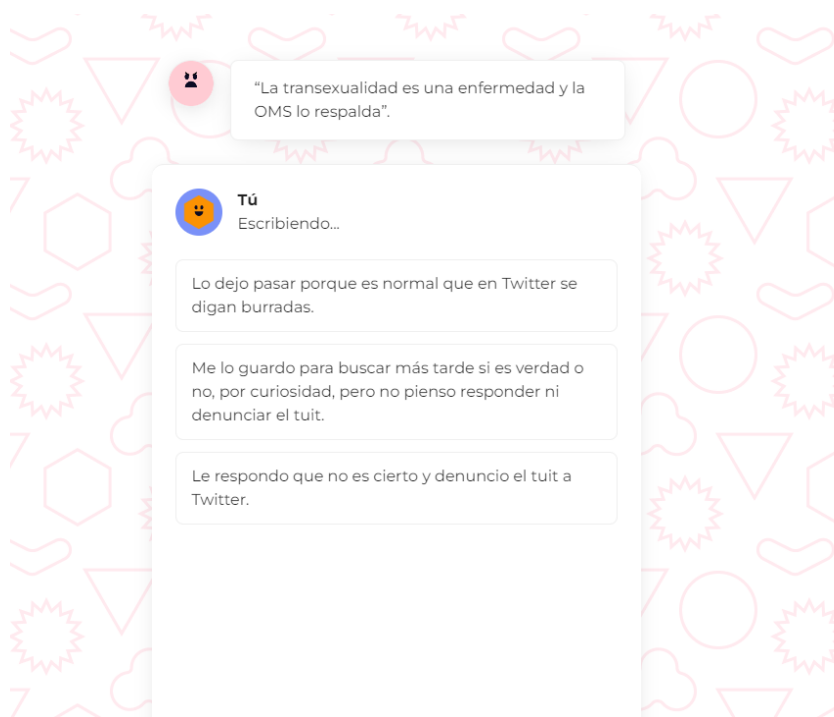 “La transexualidad es una enfermedad y la
OMS lo respalda”.
Tú
Escribiendo...
Lo dejo pasar porque es normal que en Twitter se
digan burradas.
Me lo guardo para buscar más tarde si es verdad o
no, por curiosidad, pero no pienso responder ni
denunciar el tuit.
Le respondo que no es cierto y denuncio el tuit a
Twitter.